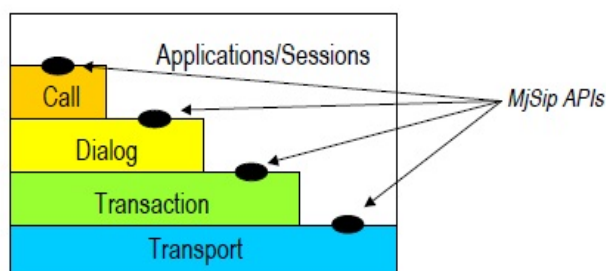 Applications/Sessions
Call
MjSip APIs
Dialog
Transaction
Transport